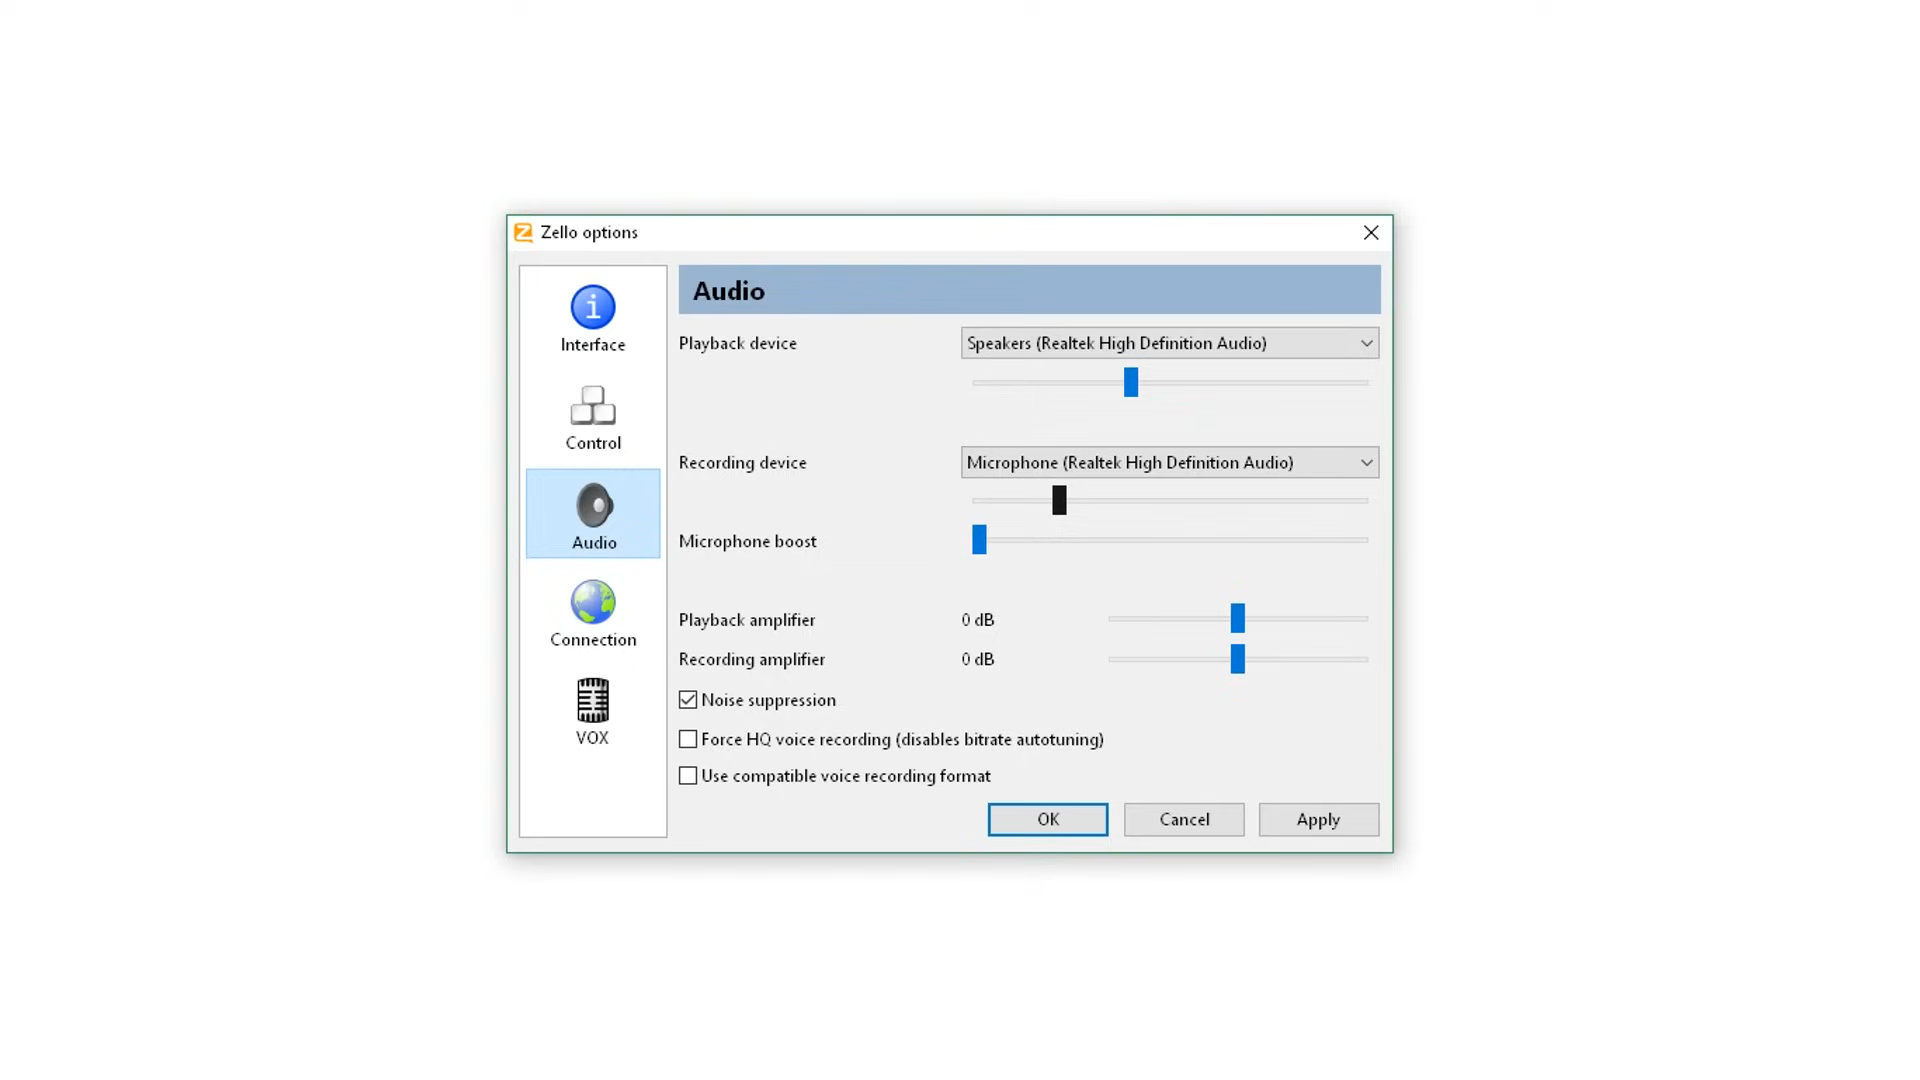 Zello options
Interface
Control
Audio
Connection
VOX
Audio
Playback device
Speakers (Realtek High Definition Audio)
Recording device
Microphone (Realtek High Definition Audio)
Microphone boost
Playback amplifier
0 dB
Recording amplifier
0 dB
Noise suppression
Force HQ voice recording (disables bitrate autotuning)
Use compatible voice recording format
OK
Cancel
Apply